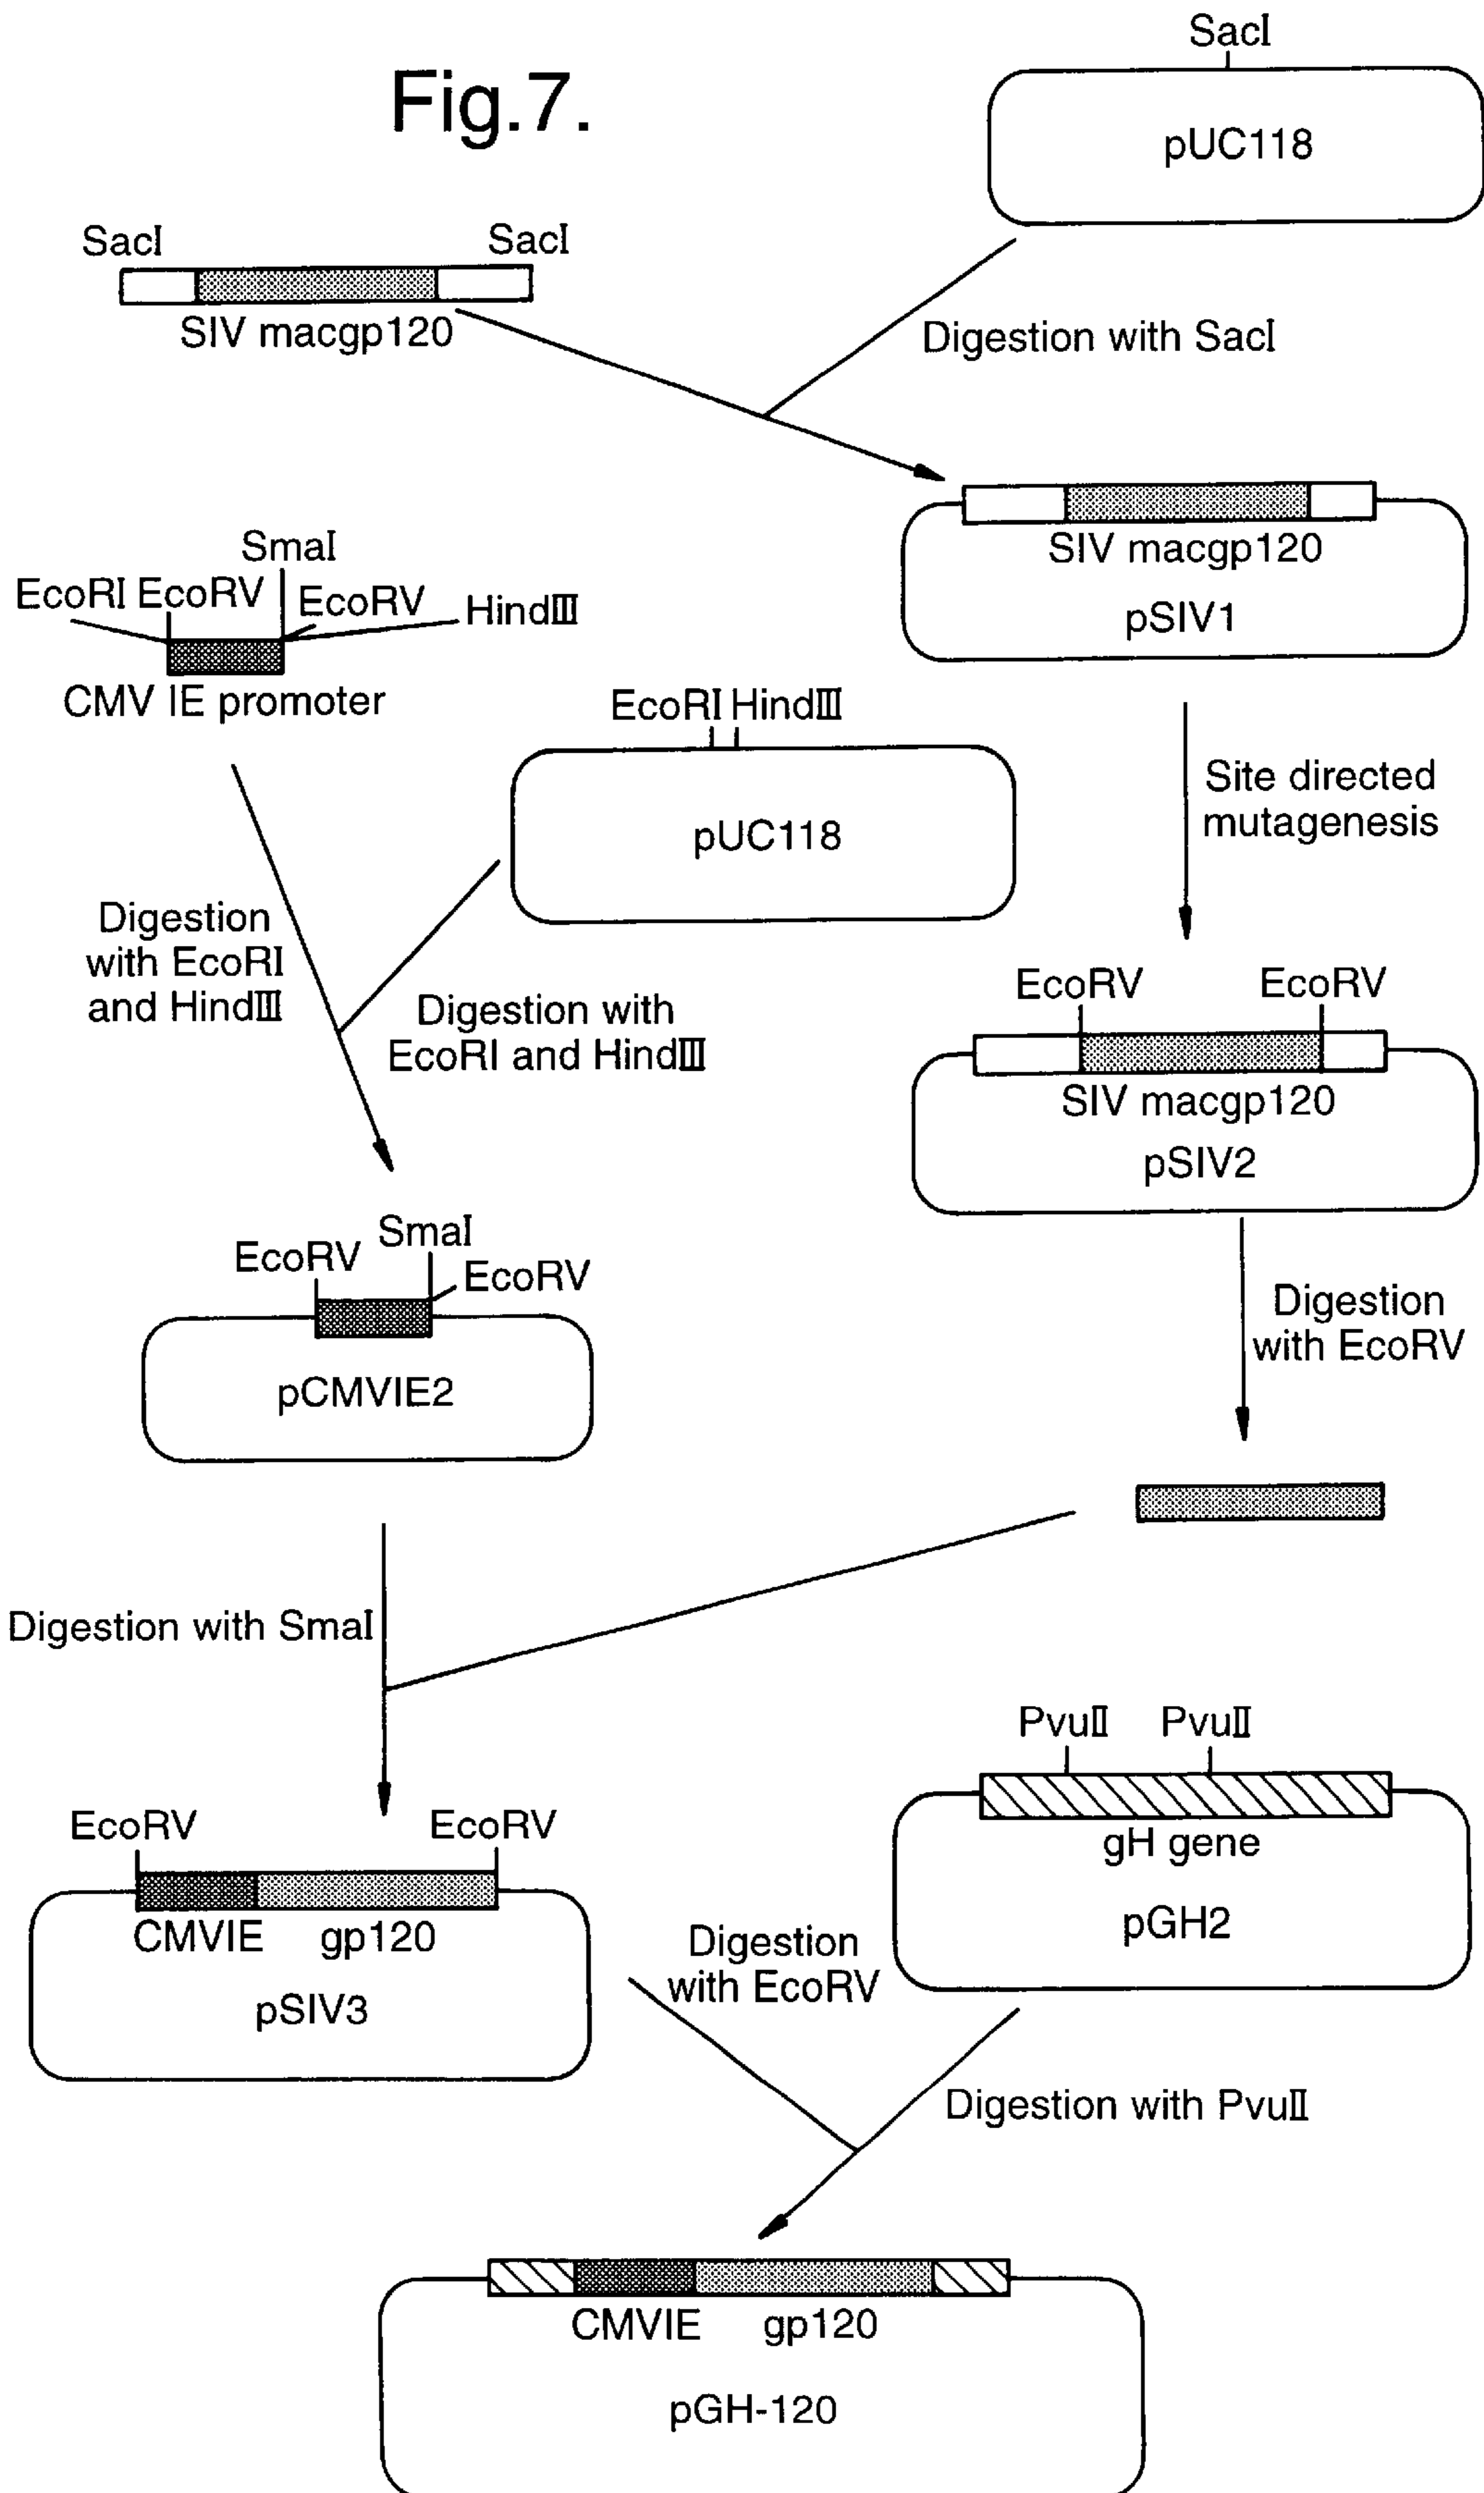 SacI
Fig.7.
pUC118
SacI
SacI
SIV macgp120
Digestion with SacI
SIV macgp120
pSIV1
SmaI
EcoRI EcoRV
EcoRV
HindIII
CMV IE promoter
EcoRI HindIII
pUC118
Site directed
mutagenesis
Digestion
with EcoRI
and HindIII
Digestion with
EcoRI and HindIII
EcoRV
EcoRV
SIV macgp120
pSIV2
SmaI
EcoRV
EcoRV
pCMVIE2
Digestion
with EcoRV
Digestion with SmaI
PvuII
PvuII
gH gene
pGH2
EcoRV
EcoRV
CMVIE
gp120
pSIV3
Digestion
with EcoRV
Digestion with PvuII
CMVIE
gp120
pGH-120